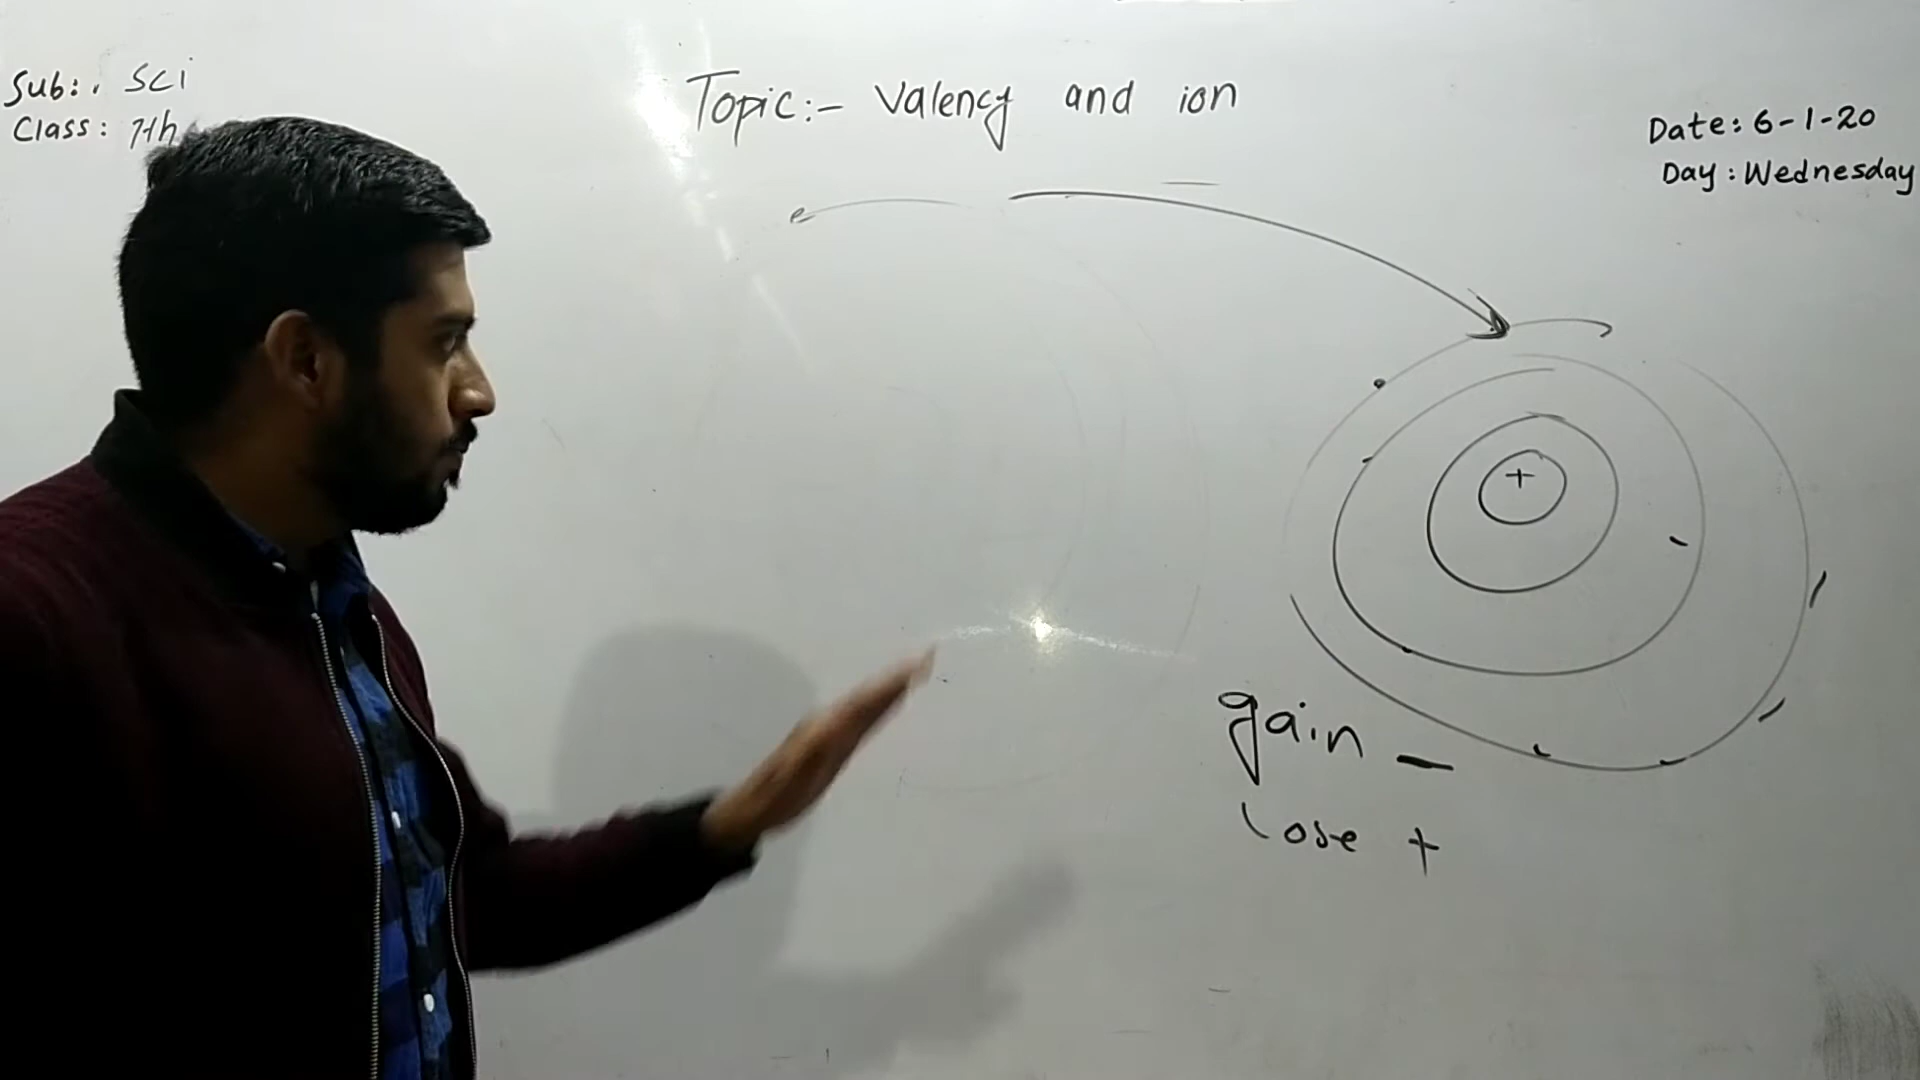 Sub:. Sci
Class: 7th
Topic:- Valency and ion
Date: 6-1-20
Day: Wednesday
e
+
gain -
lose +